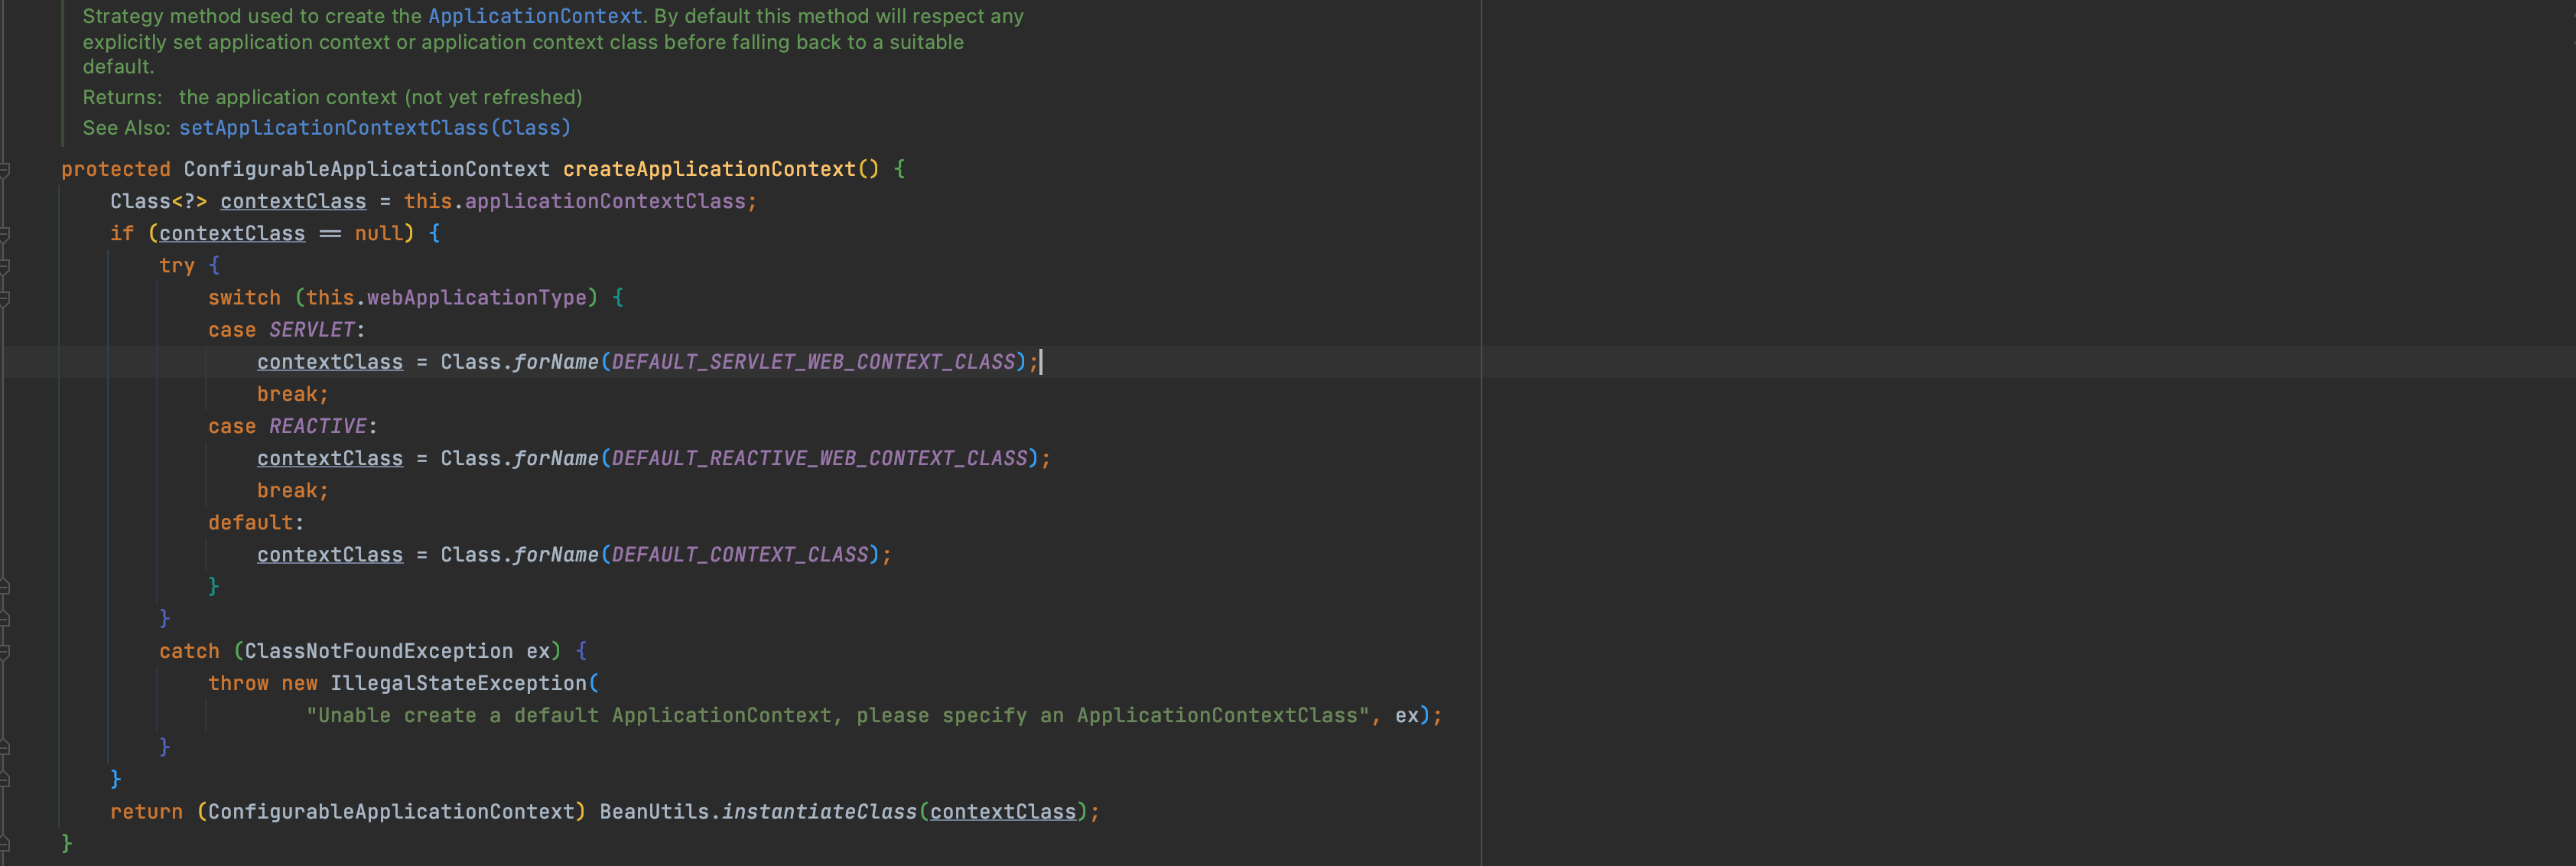 Strategy method used to create the ApplicationContext. By default this method will respect any
explicitly set application context or application context class before falling back to a suitable
default.
Returns: the application context (not yet refreshed)
See Also: setApplicationContextClass(Class)
protected ConfigurableApplicationContext createApplicationContext() {
    Class<?> contextClass = this.applicationContextClass;
    if (contextClass == null) {
        try {
            switch (this.webApplicationType) {
            case SERVLET:
                contextClass = Class.forName(DEFAULT_SERVLET_WEB_CONTEXT_CLASS);
                break;
            case REACTIVE:
                contextClass = Class.forName(DEFAULT_REACTIVE_WEB_CONTEXT_CLASS);
                break;
            default:
                contextClass = Class.forName(DEFAULT_CONTEXT_CLASS);
            }
        }
        catch (ClassNotFoundException ex) {
            throw new IllegalStateException(
                    "Unable create a default ApplicationContext, please specify an ApplicationContextClass", ex);
        }
    }
    return (ConfigurableApplicationContext) BeanUtils.instantiateClass(contextClass);
}